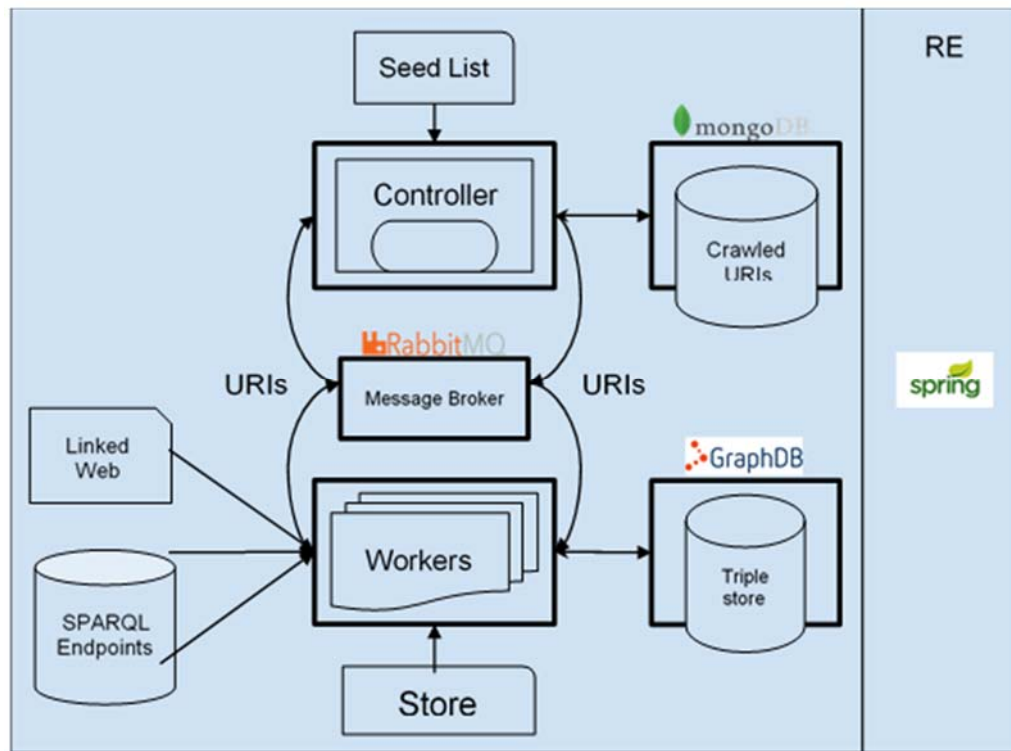 Seed List
RE
mongoDB
Controller
Crawled
URIs
RabbitMQ
URIs
Message Broker
URIs
spring
Linked
Web
GraphDB
Workers
Triple
store
SPARQL
Endpoints
Store